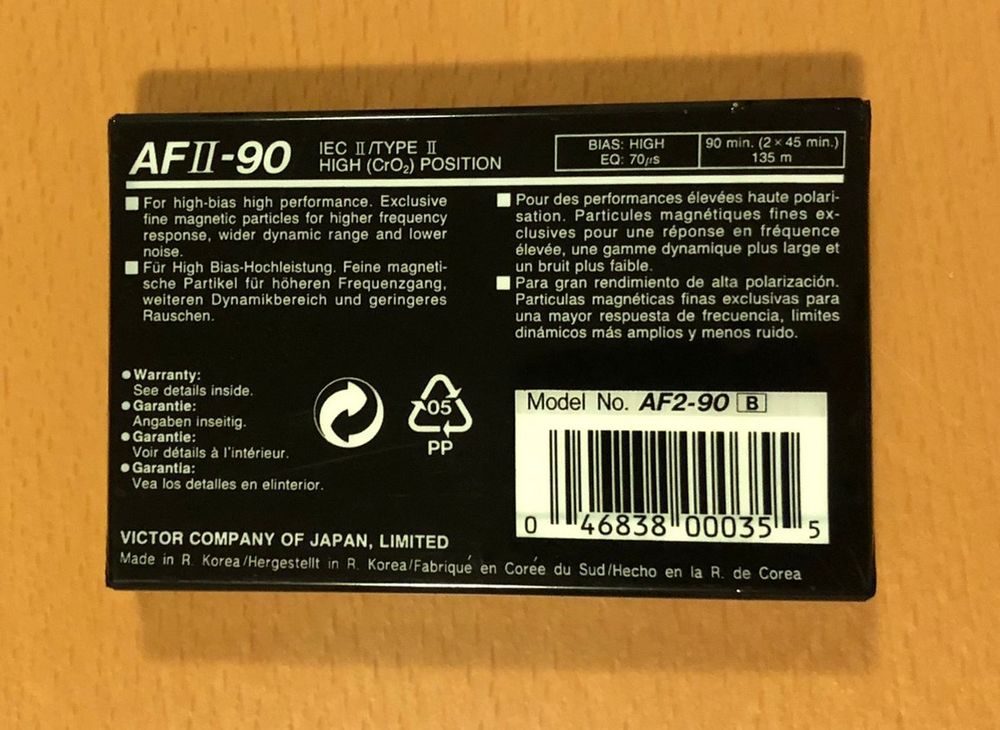 AFII-90
IEC II/TYPE II
HIGH (CrO₂) POSITION
BIAS: HIGH
EQ: 70µs
90 min. (2 × 45 min.)
135 m
For high-bias high performance. Exclusive
fine magnetic particles for higher frequency
response, wider dynamic range and lower
noise.
Für High Bias-Hochleistung. Feine magneti-
sche Partikel für höheren Frequenzgang,
weiteren Dynamikbereich und geringeres
Rauschen.
Pour des performances élevées haute polari-
sation. Particules magnétiques fines ex-
clusives pour une réponse en fréquence
élevée, une gamme dynamique plus large et
un bruit plus faible.
Para gran rendimiento de alta polarización.
Particulas magnéticas finas exclusivas para
una mayor respuesta de frecuencia, limites
dinámicos más amplios y menos ruido.
Warranty:
See details inside.
Garantie:
Angaben inseitig.
Garantie:
Voir détails à l'intérieur.
Garantia:
Vea los detalles en elinterior.
05
PP
Model No. AF2-90 B
0 46838 00035 5
VICTOR COMPANY OF JAPAN, LIMITED
Made in R. Korea/Hergestellt in R. Korea/Fabriqué en Corée du Sud/Hecho en la R. de Corea